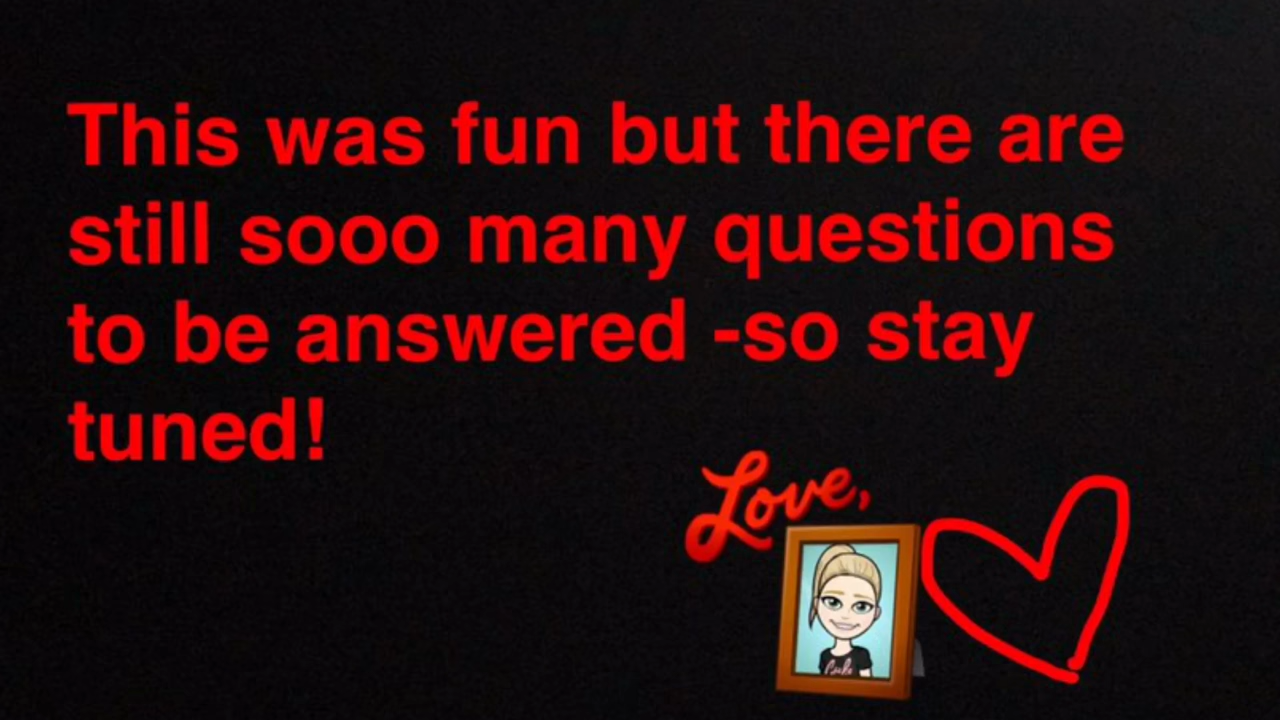 This was fun but there are
still sooo many questions
to be answered -so stay
tuned!
Love,